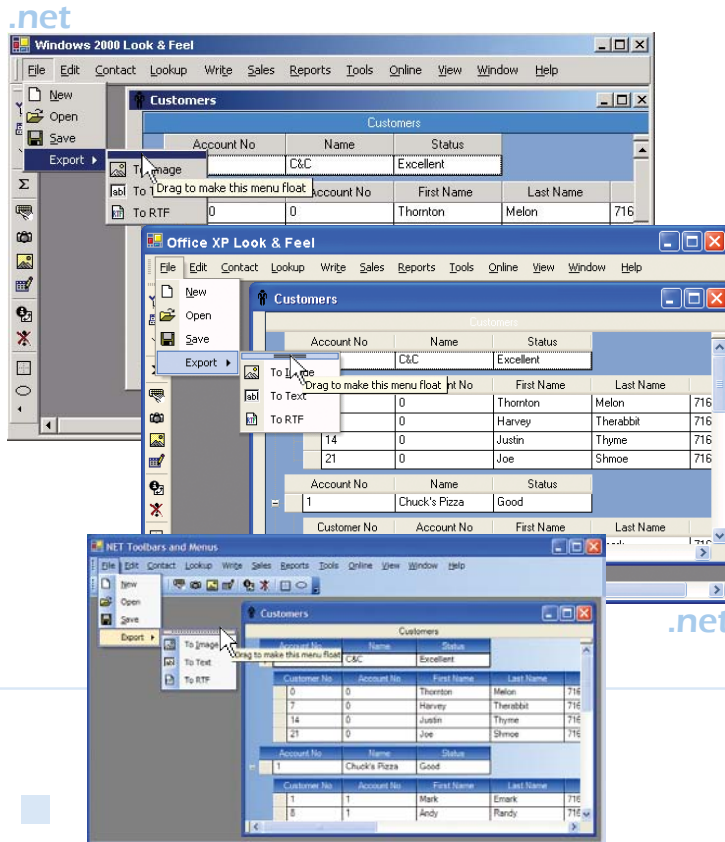 .net
Windows 2000 Look & Feel
File Edit Contact Lookup Write Sales Reports Tools Online View Window Help
New
Open
Save
Export
Customers
Customers
Account No Name Status
C&C Excellent
To Image
Drag to make this menu float
To T
To RTF
Account No First Name Last Name
0 0 Thornton Melon 716
Office XP Look & Feel
File Edit Contact Lookup Write Sales Reports Tools Online View Window Help
New
Open
Save
Export
Customers
Customers
Account No Name Status
C&C Excellent
To Image
Drag to make this menu float
To Text
To RTF
nt No First Name Last Name
0 Thornton Melon 716
0 Harvey Therabbit 716
14 0 Justin Thyme 716
21 0 Joe Shmoe 716
Account No Name Status
1 Chuck's Pizza Good
Customer No Account No First Name Last Name
.net
NET Toolbars and Menus
File Edit Contact Lookup Write Sales Reports Tools Online View Window Help
New
Open
Save
Export
To Image
Drag to make this menu float
To Text
To RTF
Customers
Customers
Account No Name Status
C&C Excellent
Customer No Account No First Name Last Name
0 0 Thornton Melon 716
7 0 Harvey Therabbit 716
14 0 Justin Thyme 716
21 0 Joe Shmoe 716
Account No Name Status
1 Chuck's Pizza Good
Customer No Account No First Name Last Name
1 1 Mark Emark 716
8 1 Andy Randy 716